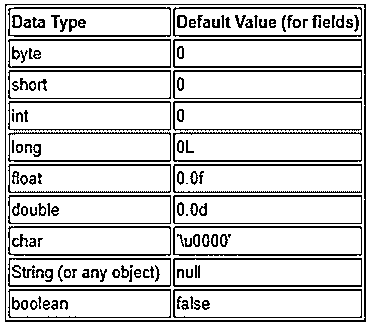 Data Type Default Value (for fields)
byte 0
short 0
int 0
long 0L
float 0.0f
double 0.0d
char '\u0000'
String (or any object) null
boolean false